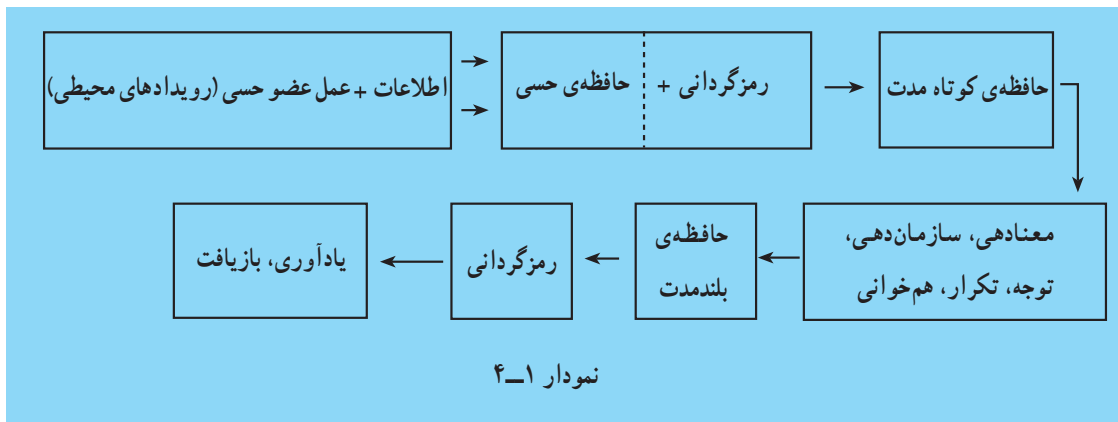 اطلاعات + عمل عضو حسی (رویدادهای محیطی)
حافظه‌ی حسی + رمزگردانی
حافظه‌ی کوتاه مدت
معنادهی، سازمان‌دهی،
توجه، تکرار، هم‌خوانی
حافظه‌ی
بلندمدت
رمزگردانی
یادآوری، بازیافت
نمودار ۱ــ۴